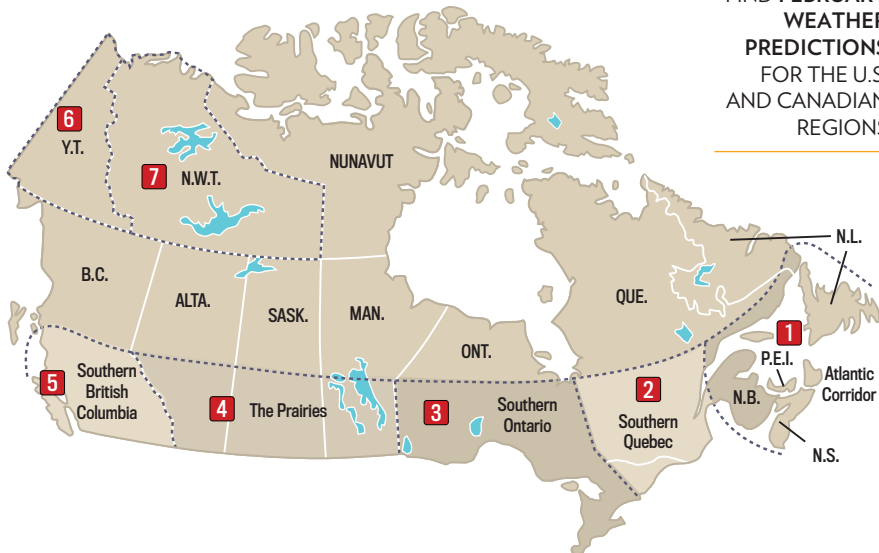 WEATHER
PREDICTIONS
FOR THE U.S.
AND CANADIAN
REGIONS
6
Y.T.
7
N.W.T.
NUNAVUT
N.L.
B.C.
ALTA.
SASK.
MAN.
ONT.
QUE.
1
P.E.I.
Atlantic
Corridor
N.B.
N.S.
5
Southern
British
Columbia
4
The Prairies
3
Southern
Ontario
2
Southern
Quebec